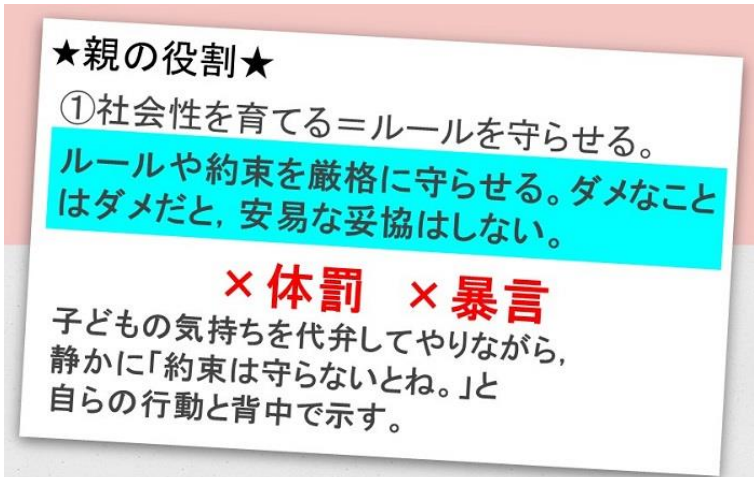 ★親の役割★
①社会性を育てる＝ルールを守らせる。
ルールや約束を厳格に守らせる。ダメなこと
はダメだと，安易な妥協はしない。
×体罰　×暴言
子どもの気持ちを代弁してやりながら，
静かに「約束は守らないとね。」と
自らの行動と背中で示す。